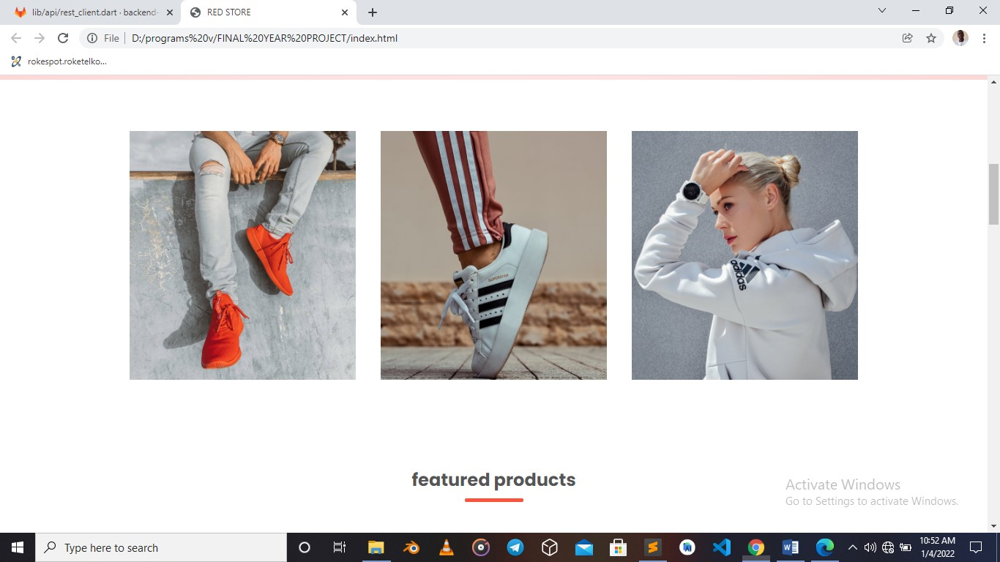 lib/api/rest_client.dart · backend-
RED STORE
File
D:/programs%20v/FINAL%20YEAR%20PROJECT/index.html
rokespot.roketelko...
SUPERSTAR
adidas
featured products
Activate Windows
Go to Settings to activate Windows.
Type here to search
10:52 AM
1/4/2022